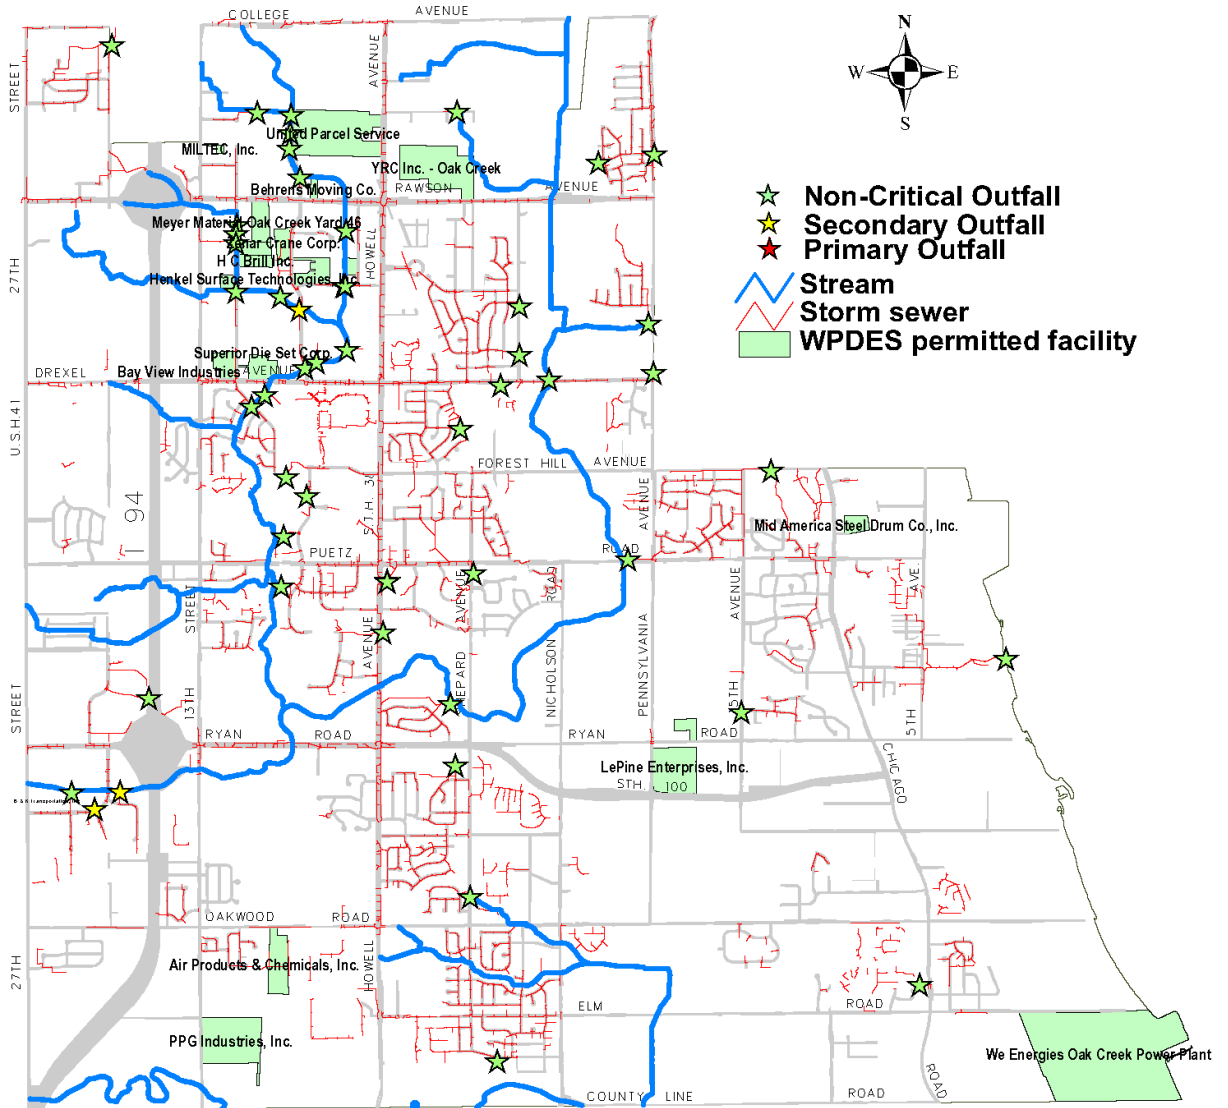 COLLEGE AVENUE
N
W E
S
STREET
AVENUE
United Parcel Service
MILTEC, Inc.
YRC Inc. - Oak Creek
Behrens Moving Co.
RAWSON AVENUE
Non-Critical Outfall
Secondary Outfall
Primary Outfall
Stream
Storm sewer
WPDES permitted facility
Meyer Material-Oak Creek Yard 46
Zenar Crane Corp.
H C Brill Inc.
27TH
HOWELL
Henkel Surface Technologies, Inc.
Superior Die Set Corp.
DREXEL
Bay View Industries
AVENUE
U.S.H.41
FOREST HILL AVENUE
S.T.H. 38
I 94
AVENUE
Mid America Steel Drum Co., Inc.
PUETZ
ROAD
STREET
AVENUE
ROAD
AVENUE
AVE.
AVENUE
SHEPARD
NICHOLSON
PENNSYLVANIA
15TH
5TH
STREET
13TH
RYAN ROAD
RYAN ROAD
CHICAGO
LePine Enterprises, Inc.
STH. 100
OAKWOOD ROAD
27TH
HOWELL
Air Products & Chemicals, Inc.
ELM ROAD
PPG Industries, Inc.
We Energies Oak Creek Power Plant
ROAD
COUNTY LINE ROAD